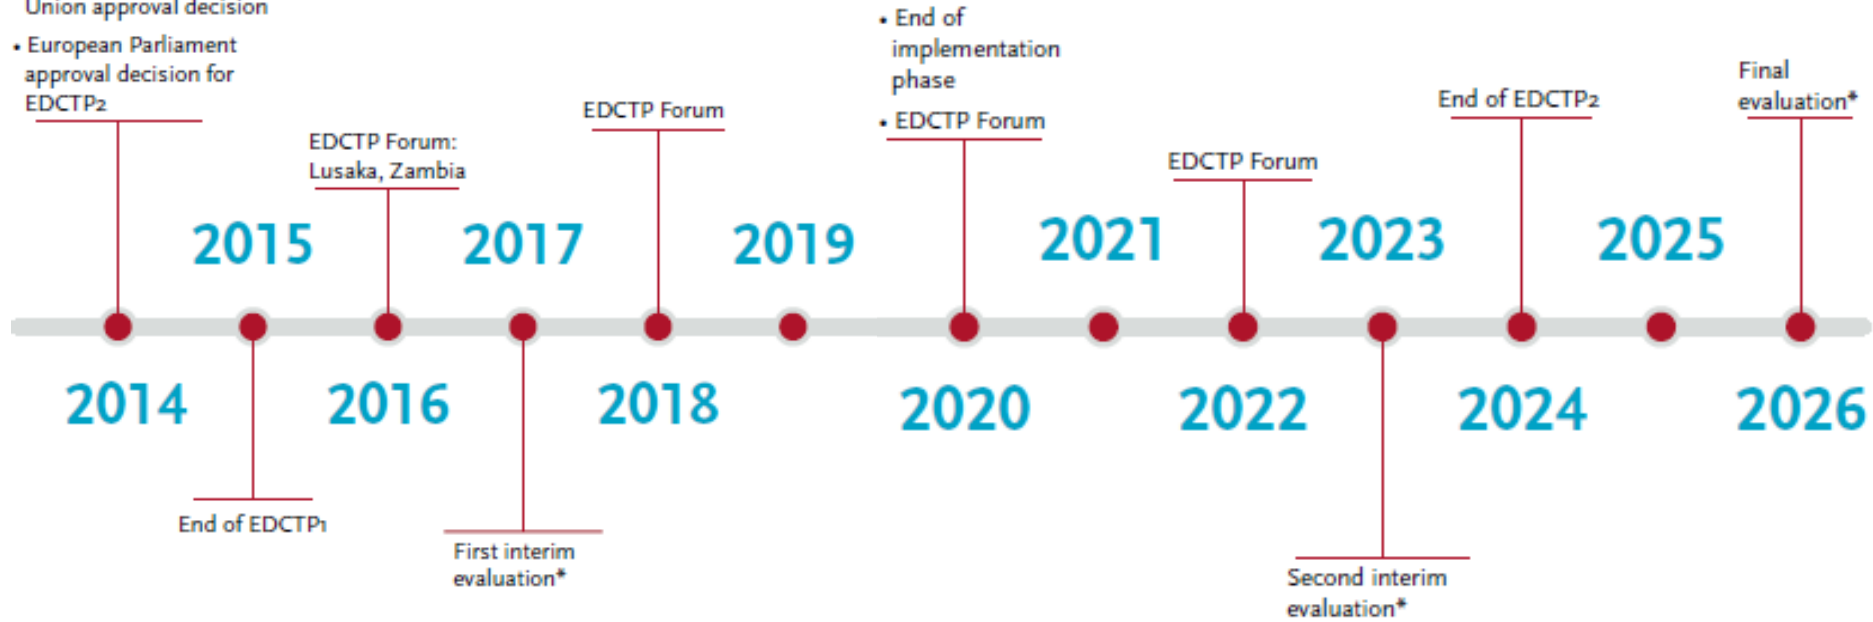 Union approval decision
• European Parliament
approval decision for
EDCTP2
EDCTP Forum:
Lusaka, Zambia
EDCTP Forum
• End of
implementation
phase
• EDCTP Forum
EDCTP Forum
End of EDCTP2
Final
evaluation*
2015
2017
2019
2021
2023
2025
2014
2016
2018
2020
2022
2024
2026
End of EDCTP1
First interim
evaluation*
Second interim
evaluation*